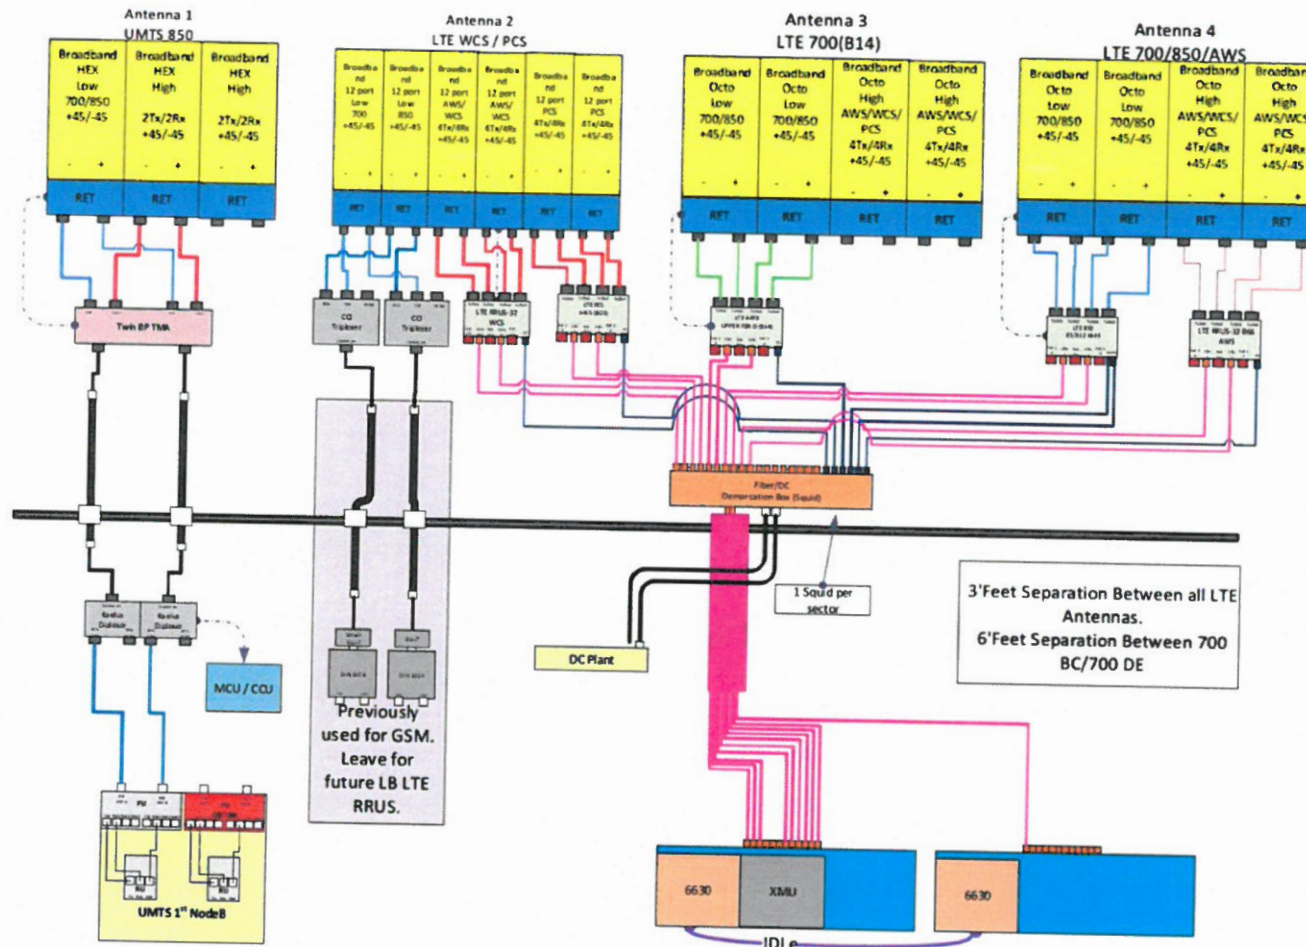 Antenna 1
UMTS 850
Antenna 2
LTE WCS / PCS
Antenna 3
LTE 700(B14)
Antenna 4
LTE 700/850/AWS
Broadband
HEX
Low
700/850
+45/-45
- +
Broadband
HEX
High
2Tx/2Rx
+45/-45
- +
Broadband
HEX
High
2Tx/2Rx
+45/-45
- +
RET
RET
RET
Broadba
nd
12 port
Low
700
+45/-45
- +
Broadba
nd
12 port
Low
850
+45/-45
- +
Broadba
nd
12 port
AWS/
WCS
4Tx/4Rx
+45/-45
- +
Broadba
nd
12 port
AWS/
WCS
4Tx/4Rx
+45/-45
- +
Broadba
nd
12 port
PCS
4Tx/4Rx
+45/-45
- +
Broadba
nd
12 port
PCS
4Tx/4Rx
+45/-45
- +
RET
RET
RET
RET
RET
RET
Broadband
Octo
Low
700/850
+45/-45
- +
Broadband
Octo
Low
700/850
+45/-45
- +
Broadband
Octo
High
AWS/WCS/
PCS
4Tx/4Rx
+45/-45
- +
Broadband
Octo
High
AWS/WCS/
PCS
4Tx/4Rx
+45/-45
- +
RET
RET
RET
RET
Broadband
Octo
Low
700/850
+45/-45
- +
Broadband
Octo
Low
700/850
+45/-45
- +
Broadband
Octo
High
AWS/WCS/
PCS
4Tx/4Rx
+45/-45
- +
Broadband
Octo
High
AWS/WCS/
PCS
4Tx/4Rx
+45/-45
- +
RET
RET
RET
RET
Twin BP TMA
CCI
Triplexer
CCI
Triplexer
LTE RRUS-32
WCS
LTE RRUS-32 B66
AWS
Fiber/DC
Demarcation Box (Squid)
1 Squid per
sector
3'Feet Separation Between all LTE
Antennas.
6'Feet Separation Between 700
BC/700 DE
DC Plant
Kaelus
Diplexer
Kaelus
Diplexer
MCU / CCU
Previously
used for GSM.
Leave for
future LB LTE
RRUS.
RU
RU
UMTS 1st NodeB
6630
XMU
6630
IDLe